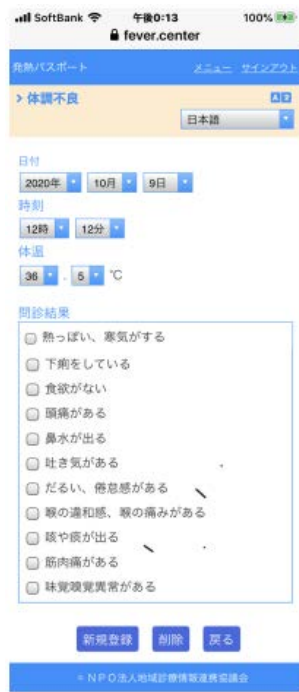 SoftBank 午後0:13 100%
fever.center
発熱パスポート メニュー サインアウト
> 体調不良
日本語
日付
2020年 10月 9日
時刻
12時 12分
体温
36 . 5 °C
問診結果
熱っぽい、寒気がする
下痢をしている
食欲がない
頭痛がある
鼻水が出る
吐き気がある
だるい、倦怠感がある
喉の違和感、喉の痛みがある
咳や痰が出る
筋肉痛がある
味覚嗅覚異常がある
新規登録 削除 戻る
© NPO法人地域診療情報連携協議会